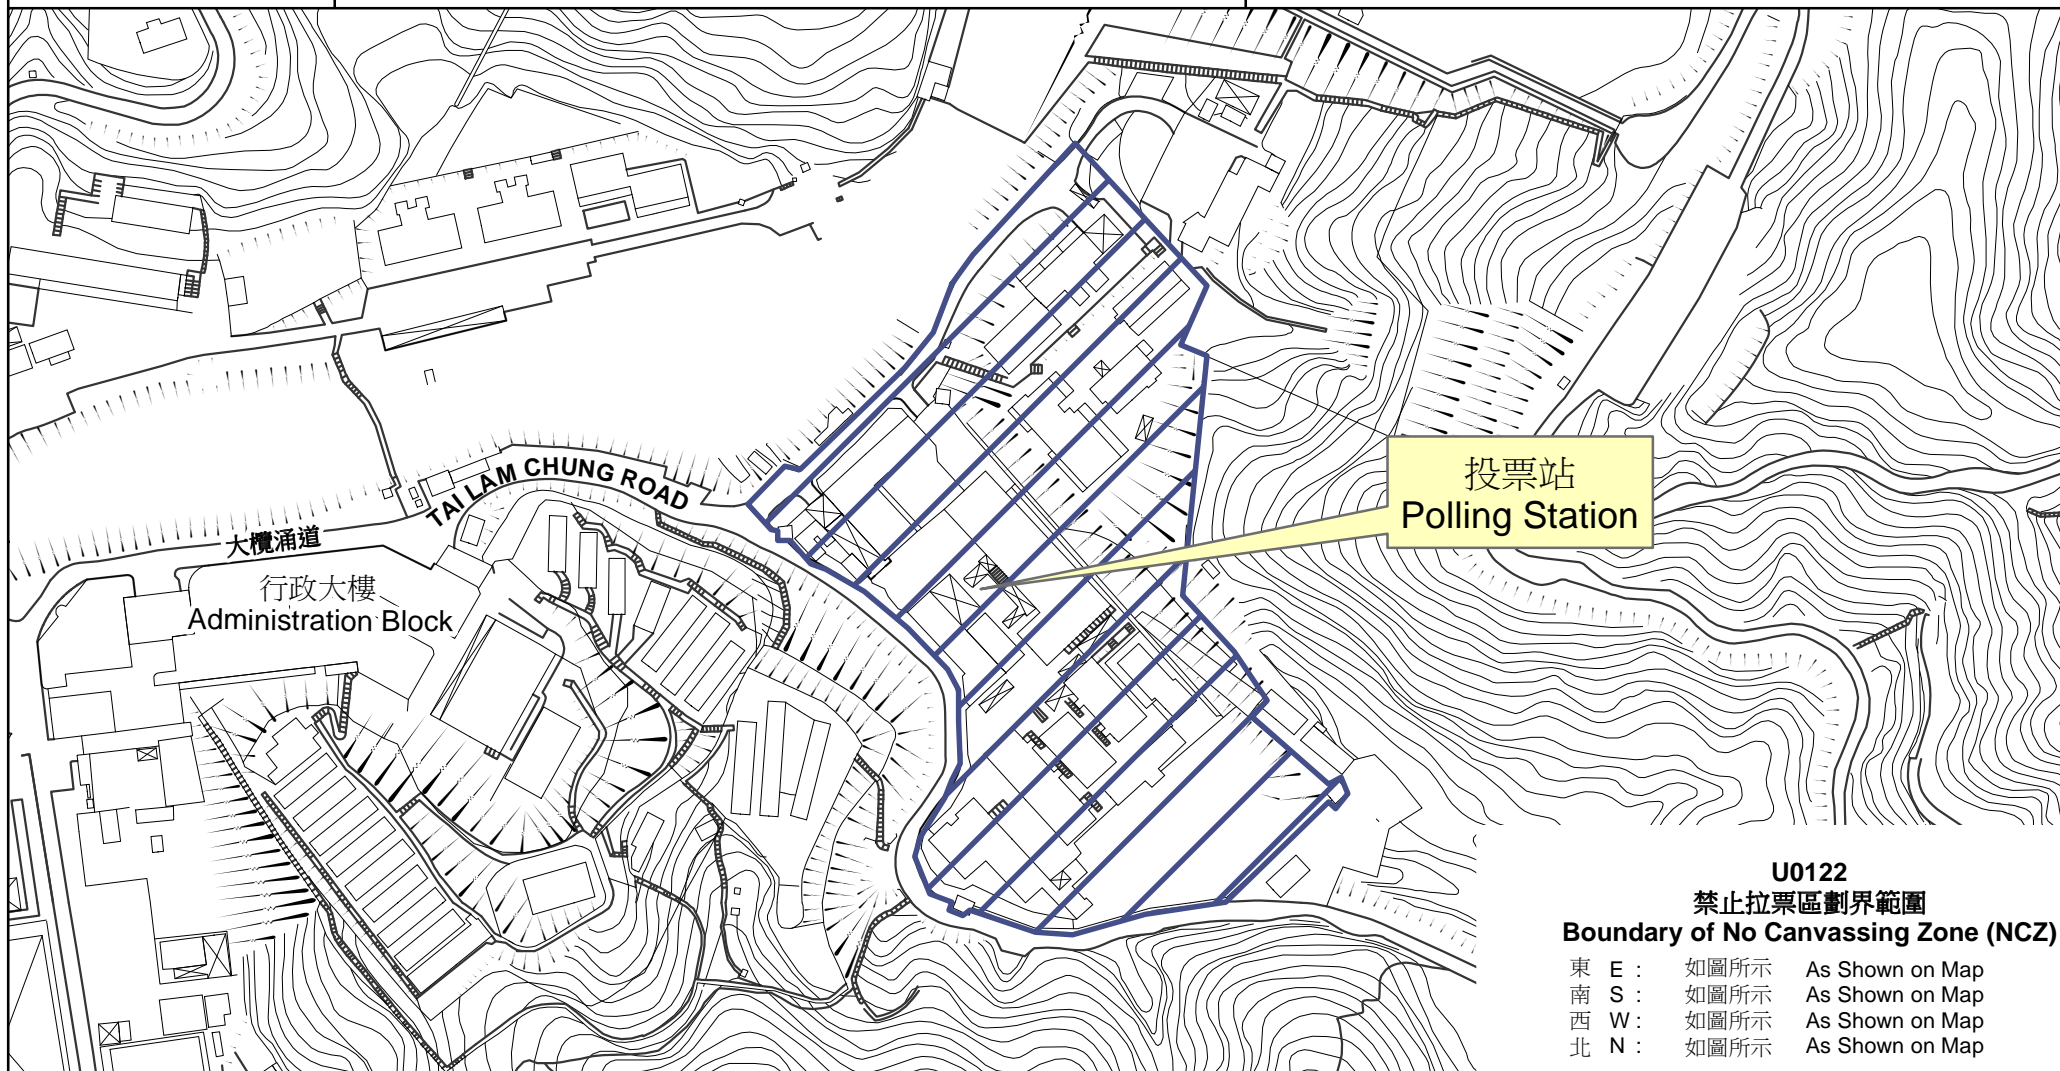 投票站
Polling Station
TAI LAM CHUNG ROAD
大欖涌道
行政大樓
Administration Block
U0122
禁止拉票區劃界範圍
Boundary of No Canvassing Zone (NCZ)
東 E : 如圖所示 As Shown on Map
南 S : 如圖所示 As Shown on Map
西 W : 如圖所示 As Shown on Map
北 N : 如圖所示 As Shown on Map